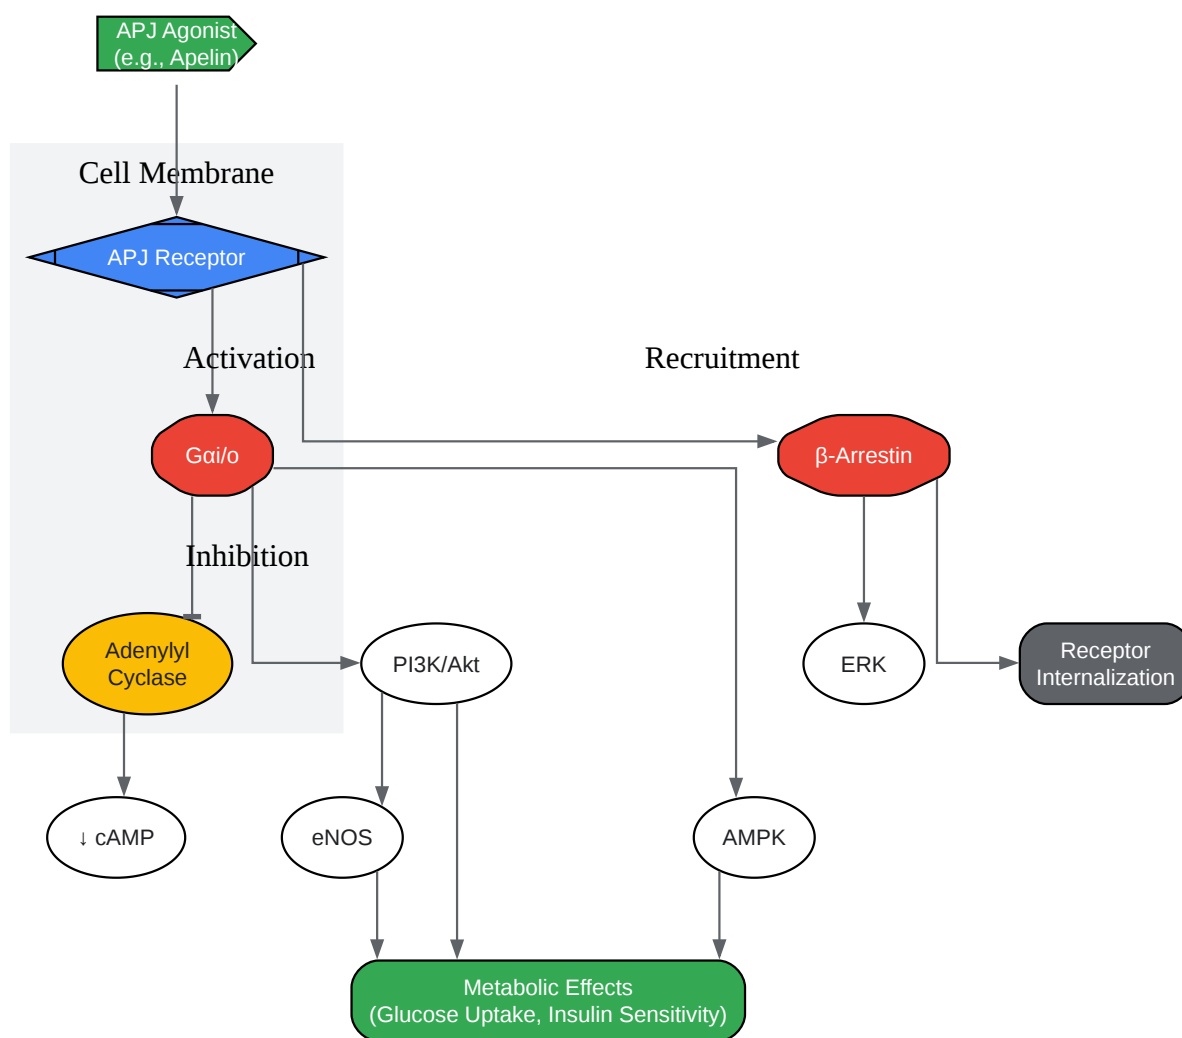 APJ Agonist
(e.g., Apelin)
Cell Membrane
APJ Receptor
Activation
Recruitment
Gαi/o
β-Arrestin
Inhibition
Adenylyl
Cyclase
PI3K/Akt
ERK
Receptor
Internalization
↓ cAMP
eNOS
AMPK
Metabolic Effects
(Glucose Uptake, Insulin Sensitivity)